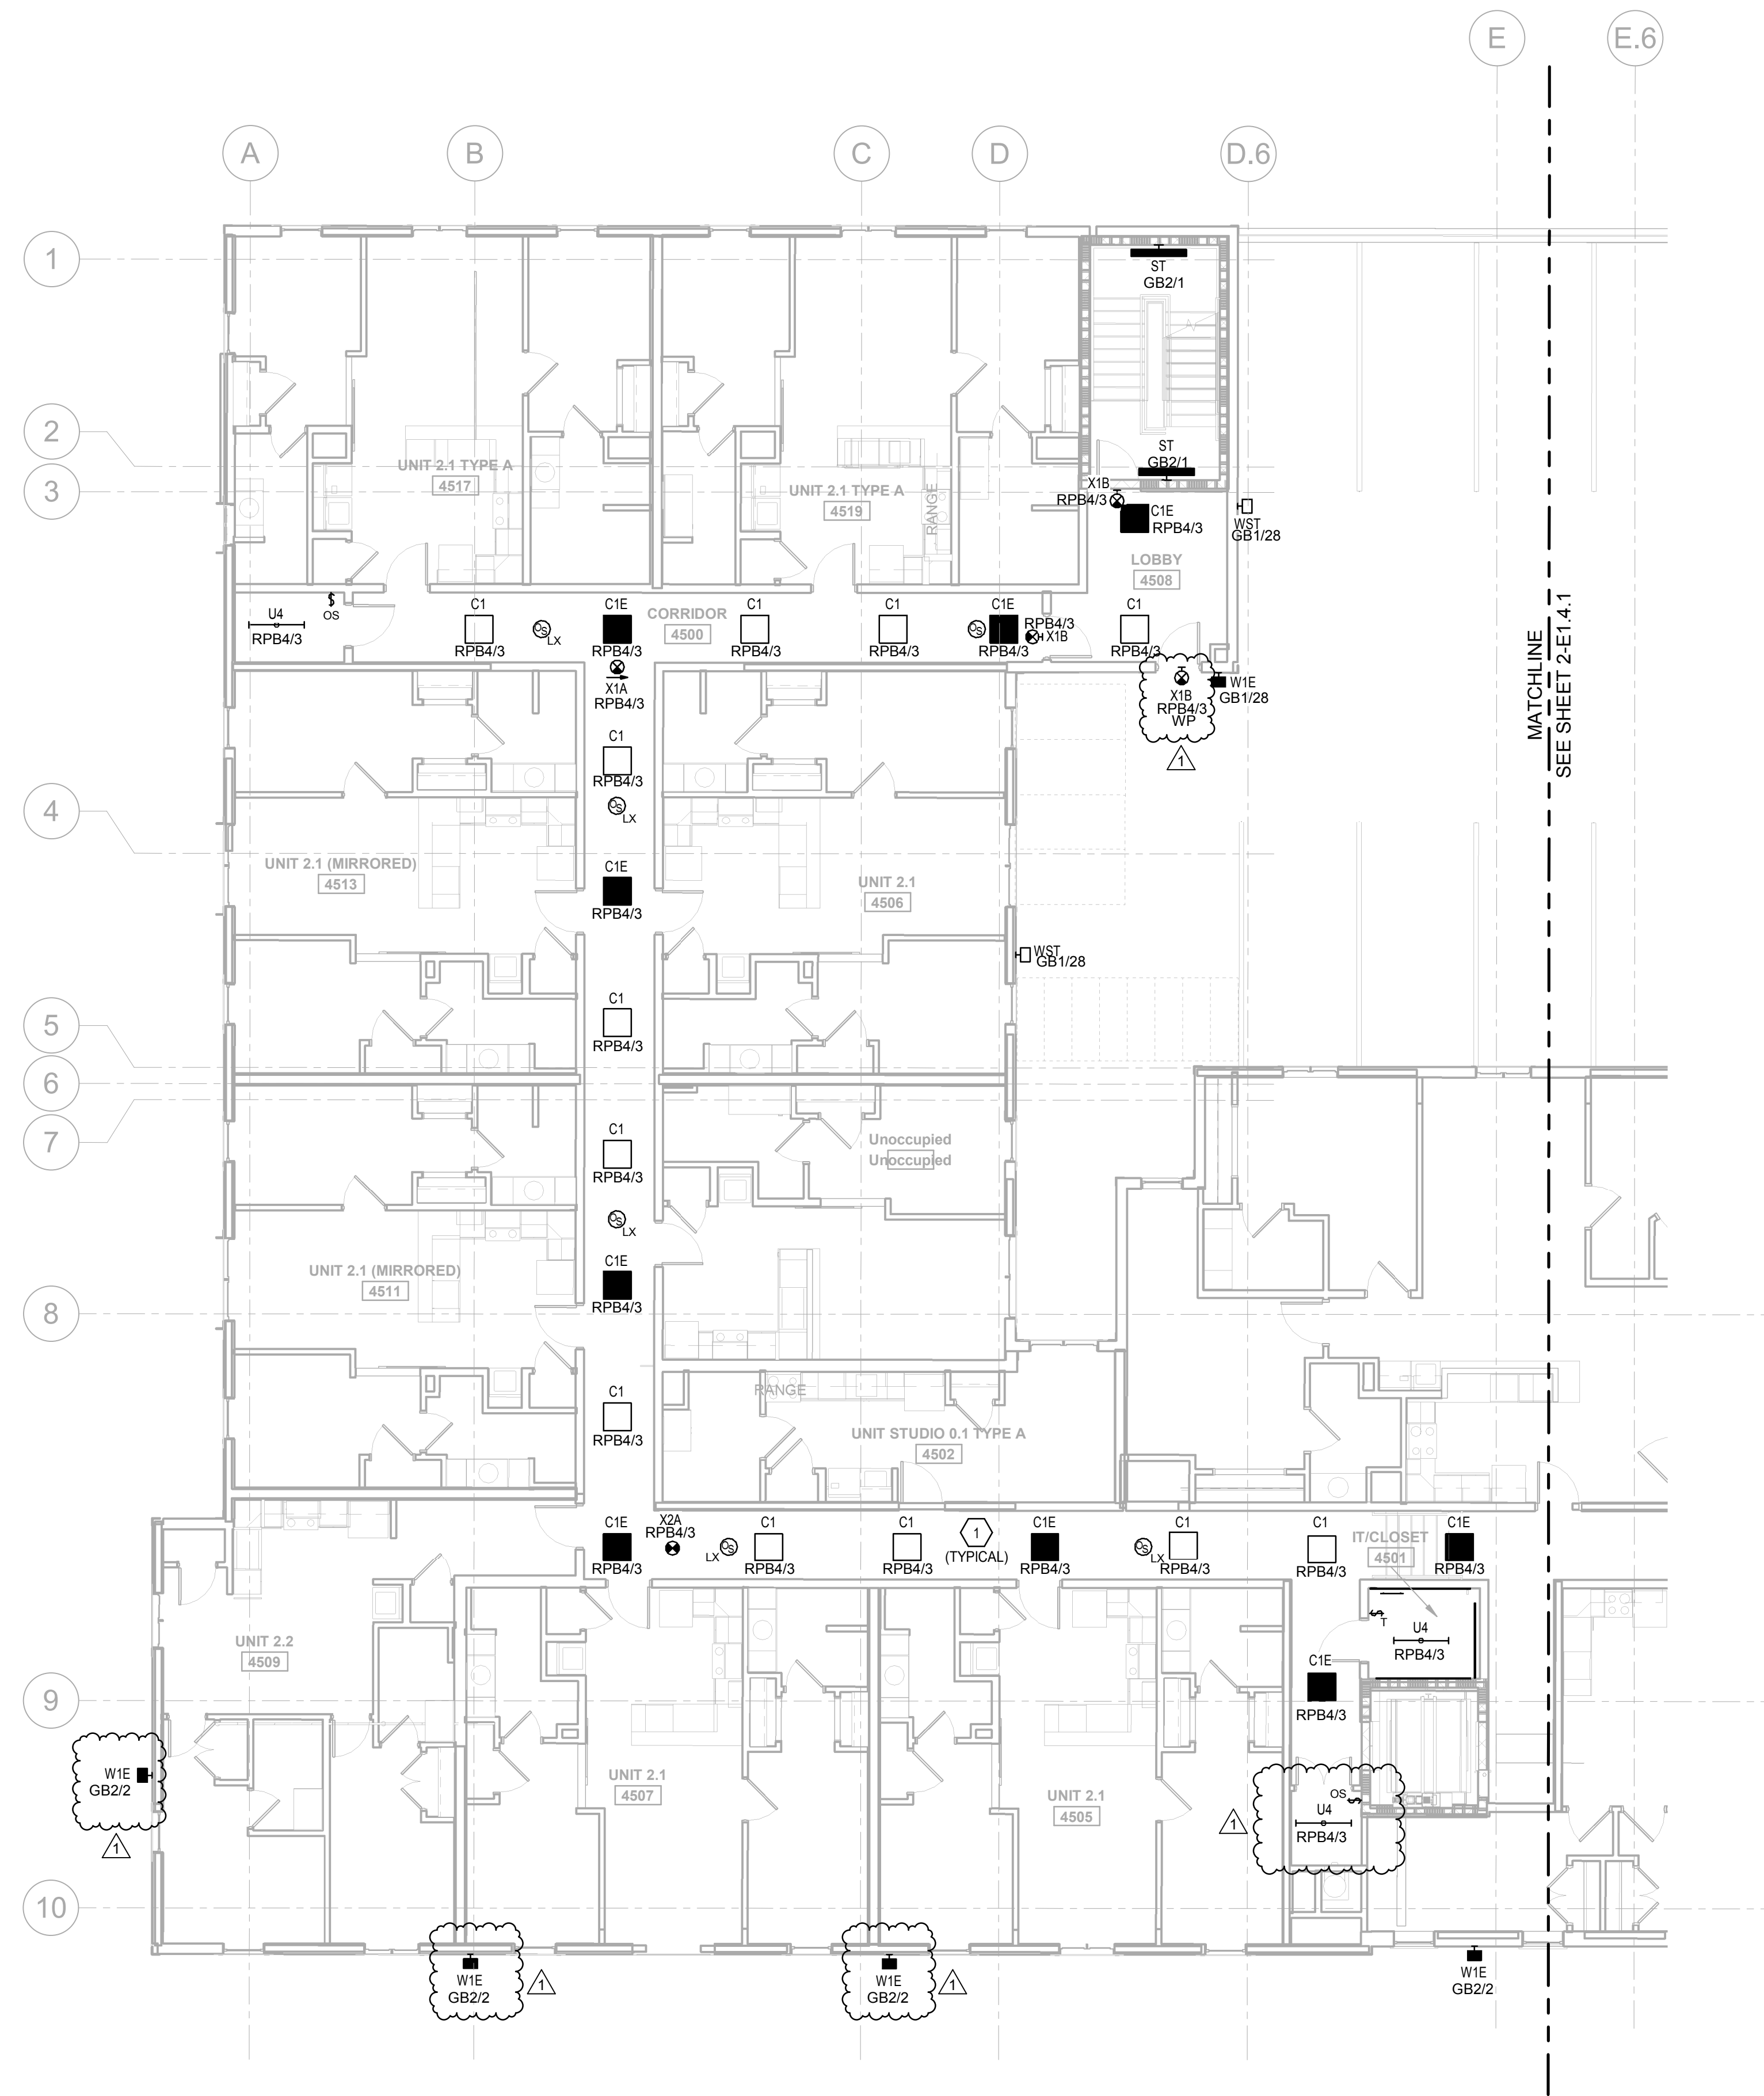 E
E.6
A
B
C
D
D.6
1
ST
GB2/1
2
ST
GB2/1
UNIT 2.1 TYPE A
4517
3
UNIT 2.1 TYPE A
4519
RANGE
X1B
RPB4/3
C1E
RPB4/3
WST
GB1/28
LOBBY
4508
OS
U4
RPB4/3
C1
RPB4/3
OS
LX
C1E
RPB4/3
CORRIDOR
4500
C1
RPB4/3
C1
RPB4/3
OS
C1E
RPB4/3
RPB4/3
X1B
C1
RPB4/3
X1A
RPB4/3
X1B
RPB4/3
WP
1
W1E
GB1/28
MATCHLINE
SEE SHEET 2-E1.4.1
C1
RPB4/3
OS
LX
4
UNIT 2.1 (MIRRORED)
4513
C1E
RPB4/3
UNIT 2.1
4506
WST
GB1/28
5
C1
RPB4/3
6
7
C1
RPB4/3
Unoccupied
Unoccupied
OS
LX
UNIT 2.1 (MIRRORED)
4511
C1E
RPB4/3
8
C1
RPB4/3
RANGE
UNIT STUDIO 0.1 TYPE A
4502
C1E
RPB4/3
X2A
RPB4/3
LX
OS
C1
RPB4/3
C1
RPB4/3
1
(TYPICAL)
C1E
RPB4/3
OS
LX
C1
RPB4/3
C1
RPB4/3
IT/CLOSET
4501
C1E
RPB4/3
UNIT 2.2
4509
T
U4
RPB4/3
C1E
RPB4/3
9
W1E
GB2/2
1
UNIT 2.1
4507
UNIT 2.1
4505
1
OS
U4
RPB4/3
10
W1E
GB2/2
1
W1E
GB2/2
1
W1E
GB2/2